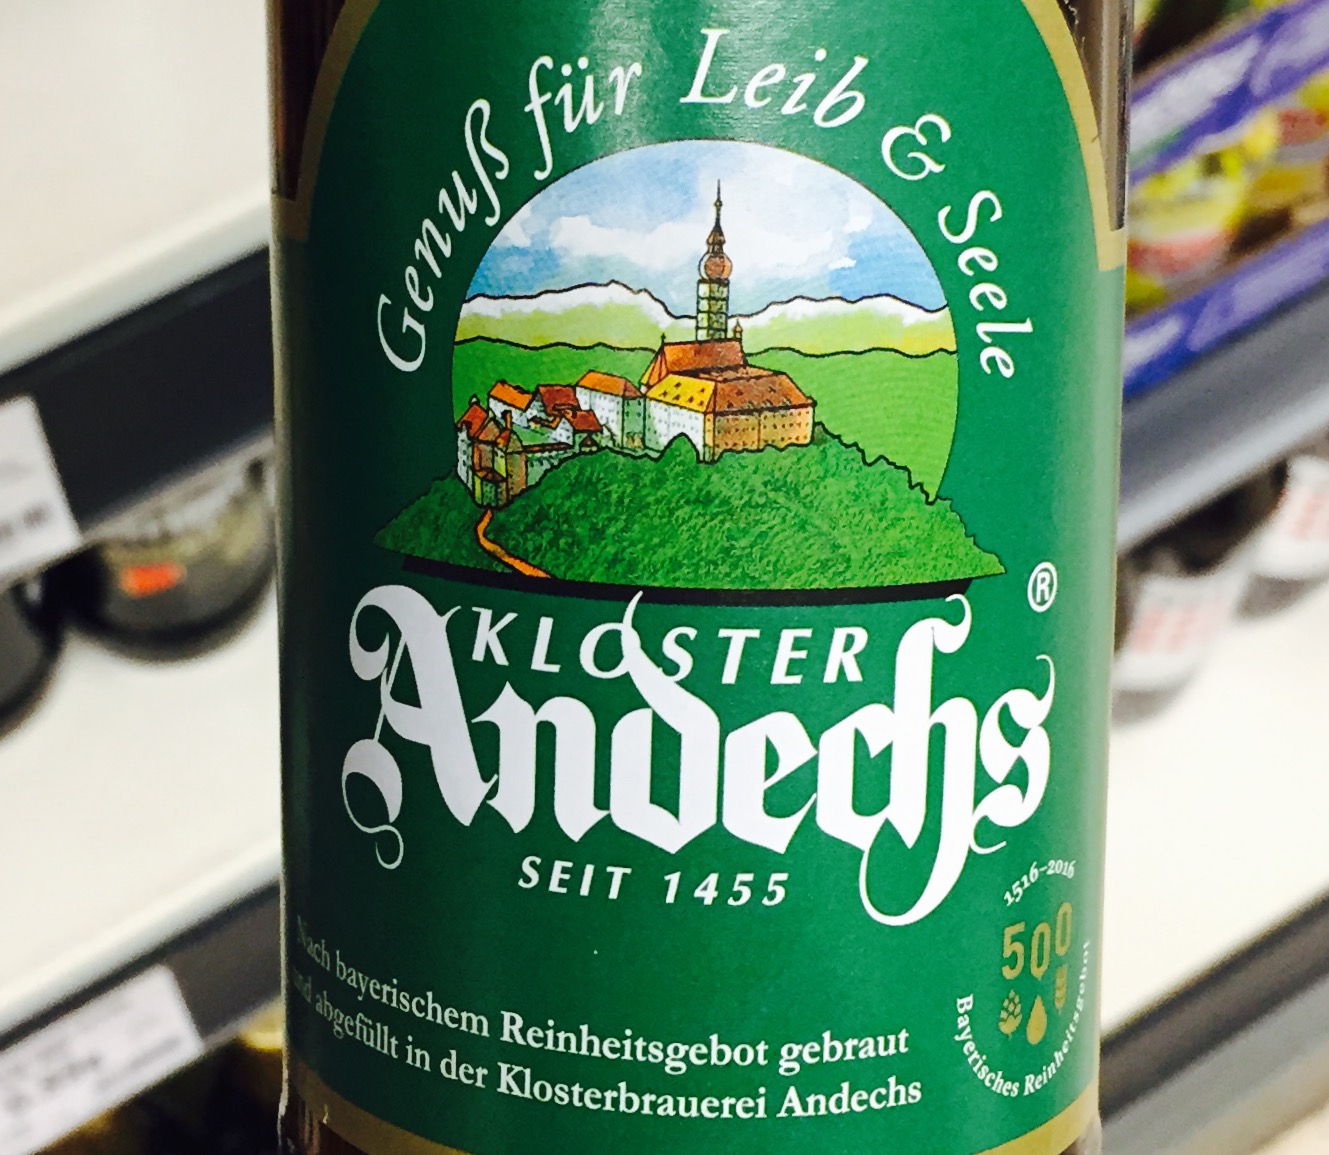 Genuß für Leib & Seele
KLOSTER
Andechs ®
SEIT 1455
1516–2016
500
Bayerisches Reinheitsgebot
Nach bayerischem Reinheitsgebot gebraut
und abgefüllt in der Klosterbrauerei Andechs